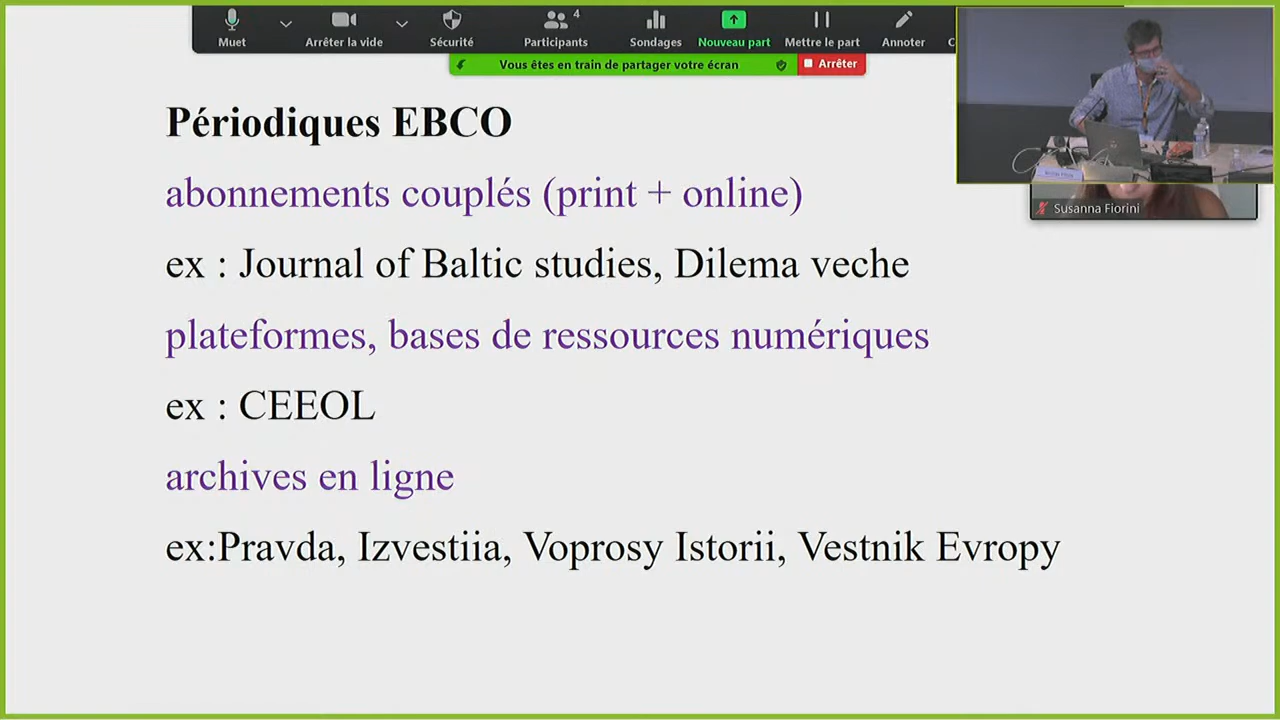 4
Muet
Arrêter la vide
Sécurité
Participants
Sondages
Nouveau part
Mettre le part
Annoter
Vous êtes en train de partager votre écran
Arrêter
Susanna Fiorini
Périodiques EBCO
abonnements couplés (print + online)
ex : Journal of Baltic studies, Dilema veche
plateformes, bases de ressources numériques
ex : CEEOL
archives en ligne
ex:Pravda, Izvestiia, Voprosy Istorii, Vestnik Evropy